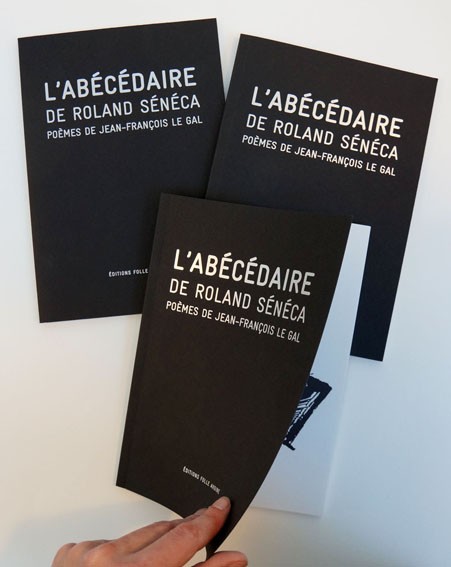 L'ABÉCÉDAIRE
DE ROLAND SÉNÉCA
POÈMES DE JEAN-FRANÇOIS LE GAL
ÉDITIONS FOLLE
L'ABÉCÉDAIRE
DE ROLAND SÉNÉCA
POÈMES DE JEAN-FRANÇOIS LE GAL
L'ABÉCÉDAIRE
DE ROLAND SÉNÉCA
POÈMES DE JEAN-FRANÇOIS LE GAL
ÉDITIONS FOLLE AVOINE